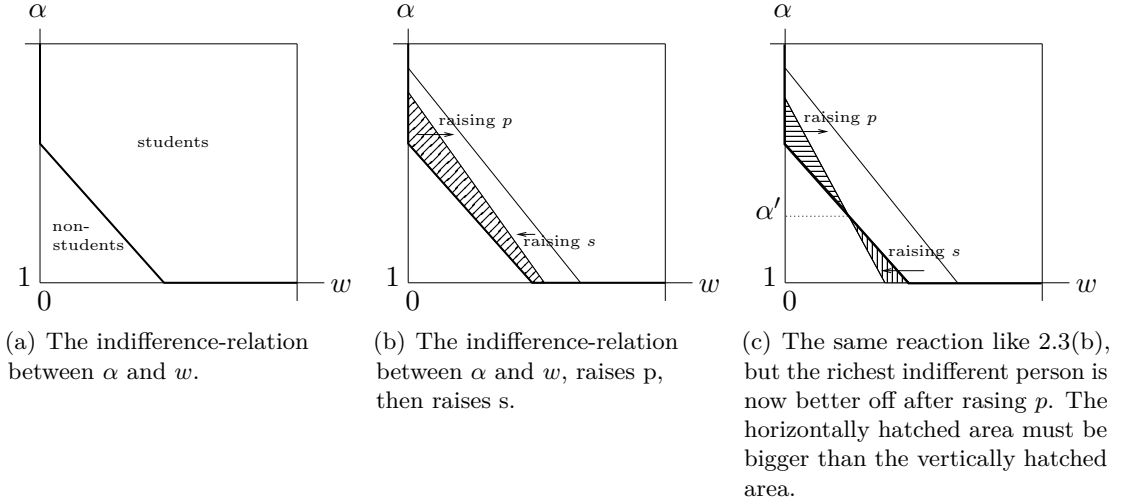 α
students
non-
students
1
0
w
(a) The indifference-relation
between α and w.
α
raising p
raising s
1
0
w
(b) The indifference-relation
between α and w, raises p,
then raises s.
α
raising p
α′
raising s
1
0
w
(c) The same reaction like 2.3(b),
but the richest indifferent person is
now better off after rasing p. The
horizontally hatched area must be
bigger than the vertically hatched
area.